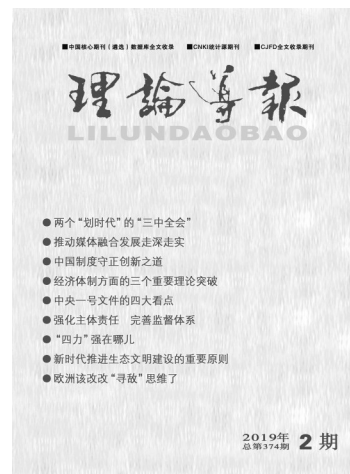 ■中国核心期刊(遴选)数据库全文收录 ■CNKI统计源期刊 ■CJFD全文收录期刊
理論导報
LILUNDAOBAO
●两个“划时代”的“三中全会”
●推动媒体融合发展走深走实
●中国制度守正创新之道
●经济体制方面的三个重要理论突破
●中央一号文件的四大看点
●强化主体责任 完善监督体系
●“四力”强在哪儿
●新时代推进生态文明建设的重要原则
●欧洲该改改“寻敌”思维了
2019年
总第374期 2 期